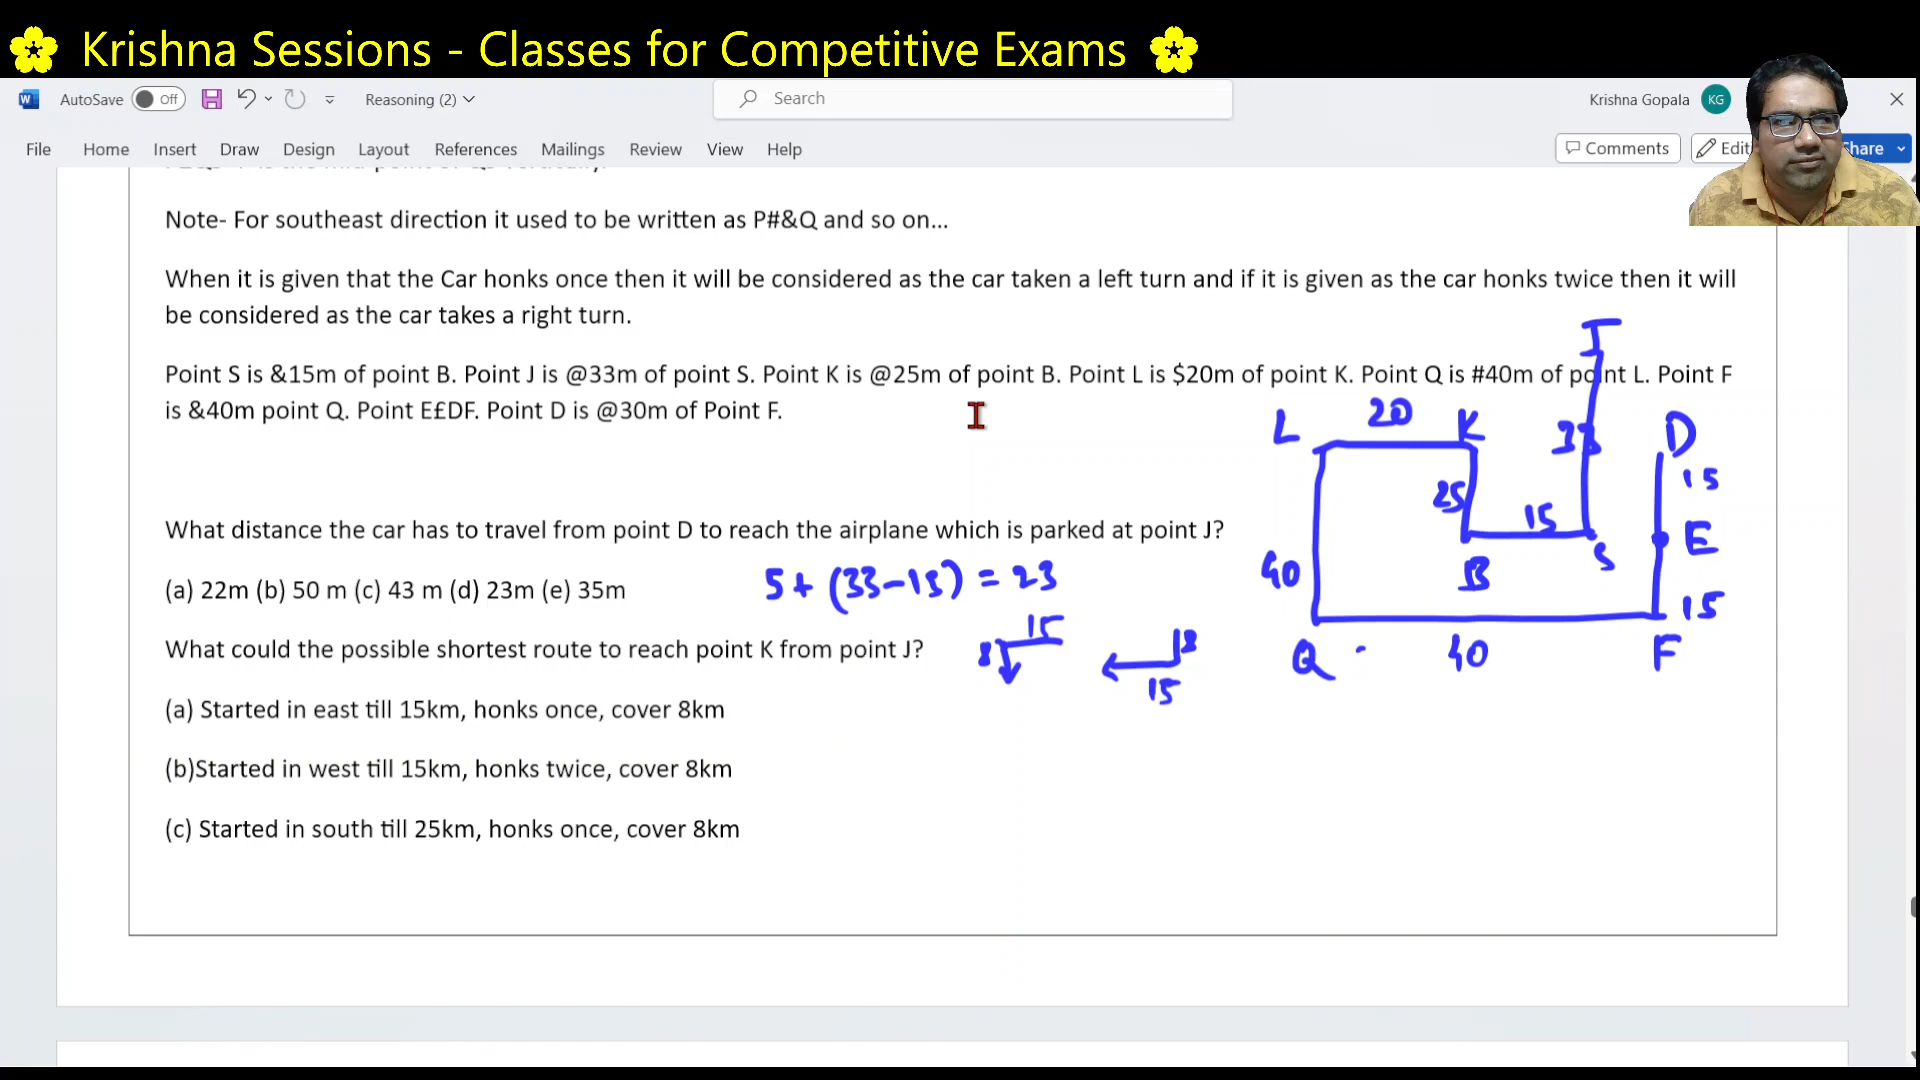 Krishna Sessions - Classes for Competitive Exams
AutoSave Off Reasoning (2) Search Krishna Gopala KG
File Home Insert Draw Design Layout References Mailings Review View Help Comments Edit Share
Note- For southeast direction it used to be written as P#&Q and so on...
When it is given that the Car honks once then it will be considered as the car taken a left turn and if it is given as the car honks twice then it will
be considered as the car takes a right turn.
Point S is &15m of point B. Point J is @33m of point S. Point K is @25m of point B. Point L is $20m of point K. Point Q is #40m of point L. Point F
is &40m point Q. Point E£DF. Point D is @30m of Point F.
What distance the car has to travel from point D to reach the airplane which is parked at point J?
(a) 22m (b) 50 m (c) 43 m (d) 23m (e) 35m
5 + (33-15) = 23
What could the possible shortest route to reach point K from point J?
(a) Started in east till 15km, honks once, cover 8km
(b)Started in west till 15km, honks twice, cover 8km
(c) Started in south till 25km, honks once, cover 8km
15
8
8
15
J
L 20 K 33 D
25 15
15 E
40 B S
15
Q 40 F